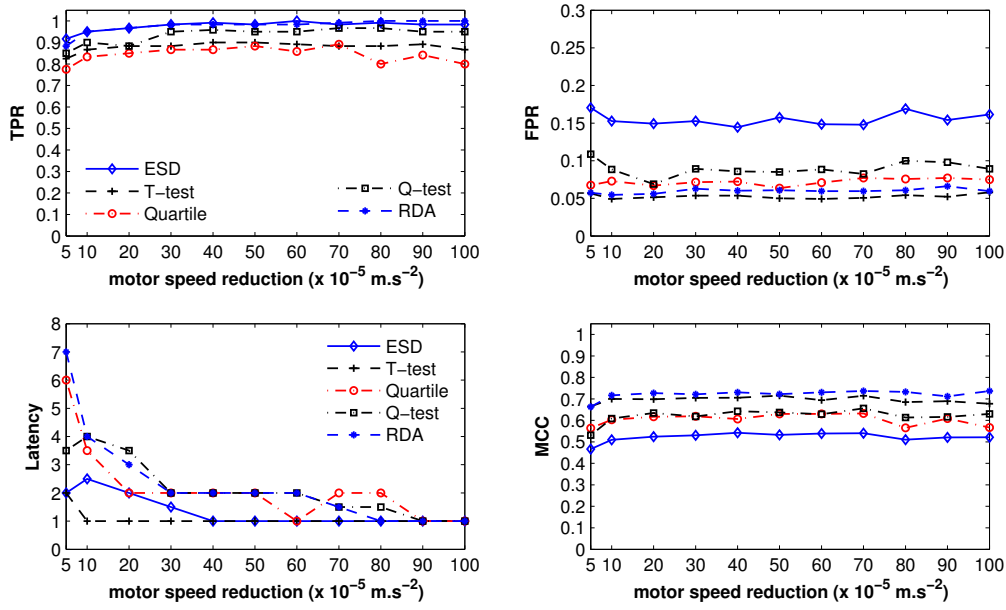 1
0.9
0.8
0.7
0.6
0.5
0.4
0.3
0.2
0.1
0
TPR
ESD
T-test
Quartile
Q-test
RDA
5 10 20 30 40 50 60 70 80 90 100
motor speed reduction (x 10⁻⁵ m.s⁻²)
0.3
0.25
0.2
0.15
0.1
0.05
0
FPR
5 10 20 30 40 50 60 70 80 90 100
motor speed reduction (x 10⁻⁵ m.s⁻²)
8
7
6
5
4
3
2
1
0
Latency
ESD
T-test
Quartile
Q-test
RDA
5 10 20 30 40 50 60 70 80 90 100
motor speed reduction (x 10⁻⁵ m.s⁻²)
1
0.9
0.8
0.7
0.6
0.5
0.4
0.3
0.2
0.1
0
MCC
5 10 20 30 40 50 60 70 80 90 100
motor speed reduction (x 10⁻⁵ m.s⁻²)